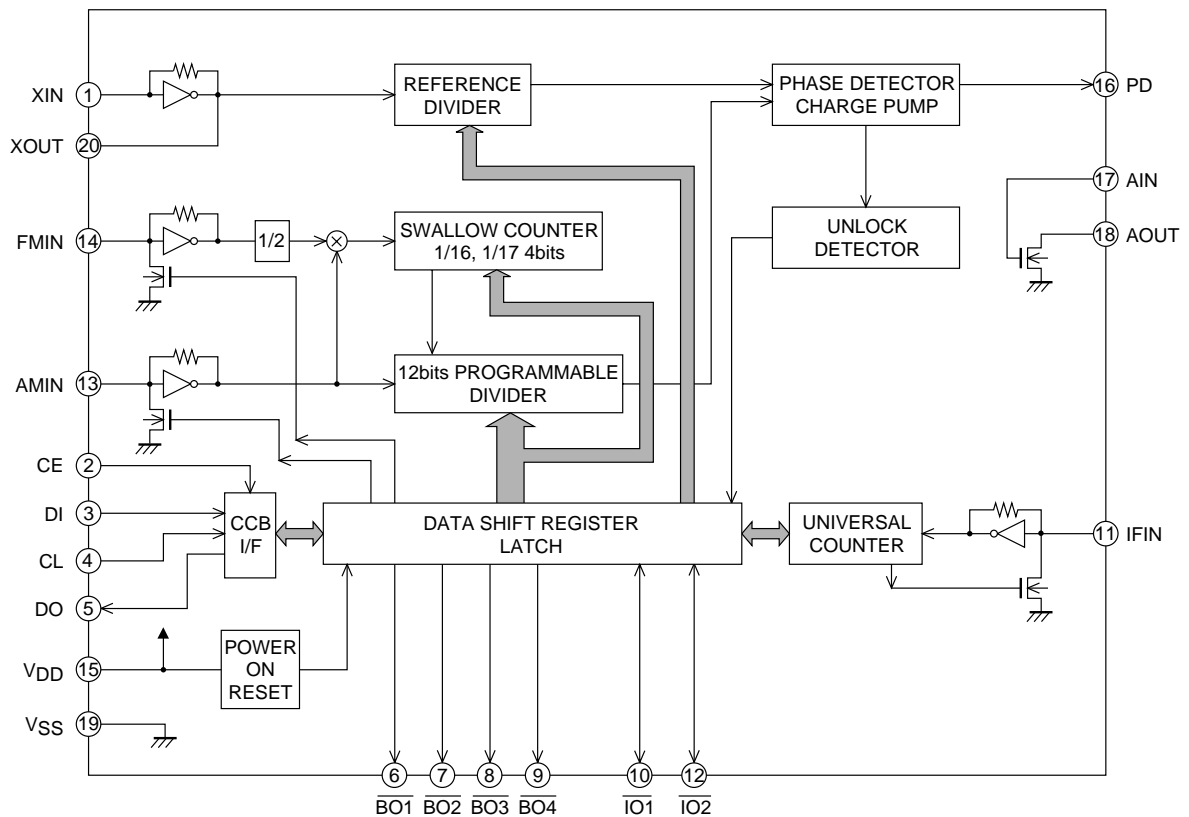 XIN 1
REFERENCE
DIVIDER
PHASE DETECTOR
CHARGE PUMP
16 PD
XOUT 20
17 AIN
FMIN 14
1/2
SWALLOW COUNTER
1/16, 1/17 4bits
UNLOCK
DETECTOR
18 AOUT
AMIN 13
12bits PROGRAMMABLE
DIVIDER
CE 2
DI 3
CL 4
DO 5
CCB
I/F
DATA SHIFT REGISTER
LATCH
UNIVERSAL
COUNTER
11 IFIN
VDD 15
POWER
ON
RESET
VSS 19
6 7 8 9 10 12
BO1 BO2 BO3 BO4 IO1 IO2